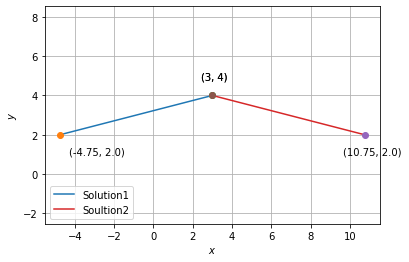 8
6
(3, 4)
4
y
2
(-4.75, 2.0)
(10.75, 2.0)
0
Solution1
Soultion2
−2
−4 −2 0 2 4 6 8 10
x